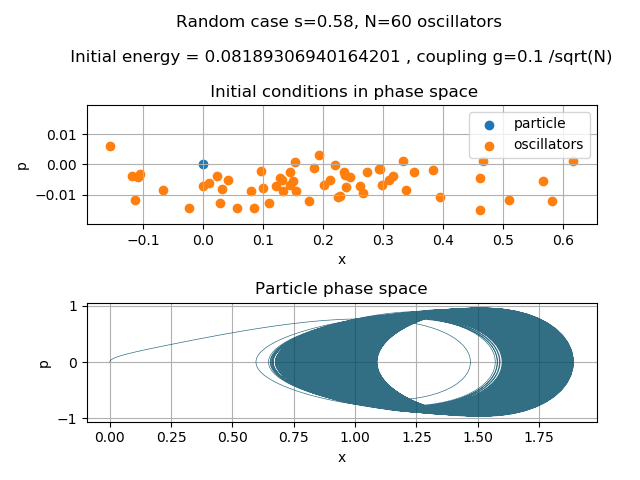 Random case s=0.58, N=60 oscillators
Initial energy = 0.08189306940164201 , coupling g=0.1 /sqrt(N)
Initial conditions in phase space
particle
oscillators
0.01
0.00
−0.01
p
−0.1 0.0 0.1 0.2 0.3 0.4 0.5 0.6
x
Particle phase space
1
0
−1
p
0.00 0.25 0.50 0.75 1.00 1.25 1.50 1.75
x